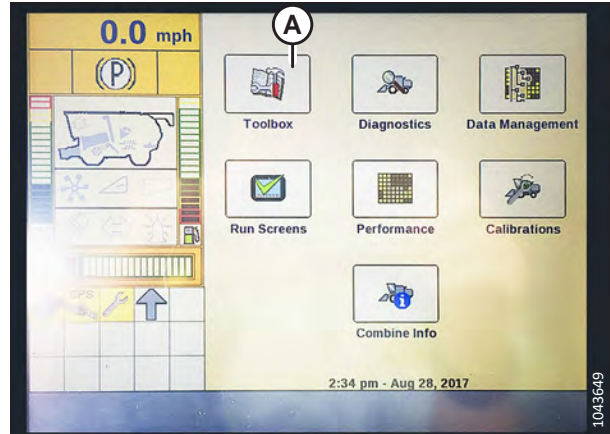 A
0.0 mph
(P)
Toolbox
Diagnostics
Data Management
Run Screens
Performance
Calibrations
GPS
Combine Info
2:34 pm - Aug 28, 2017
1043649